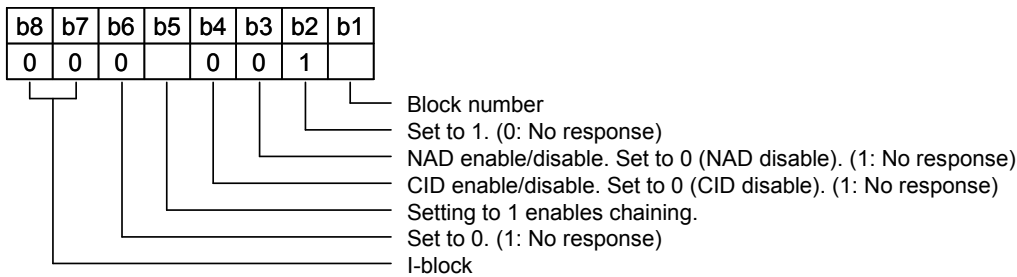 b8 b7 b6 b5 b4 b3 b2 b1
0 0 0 0 0 1
Block number
Set to 1. (0: No response)
NAD enable/disable. Set to 0 (NAD disable). (1: No response)
CID enable/disable. Set to 0 (CID disable). (1: No response)
Setting to 1 enables chaining.
Set to 0. (1: No response)
I-block